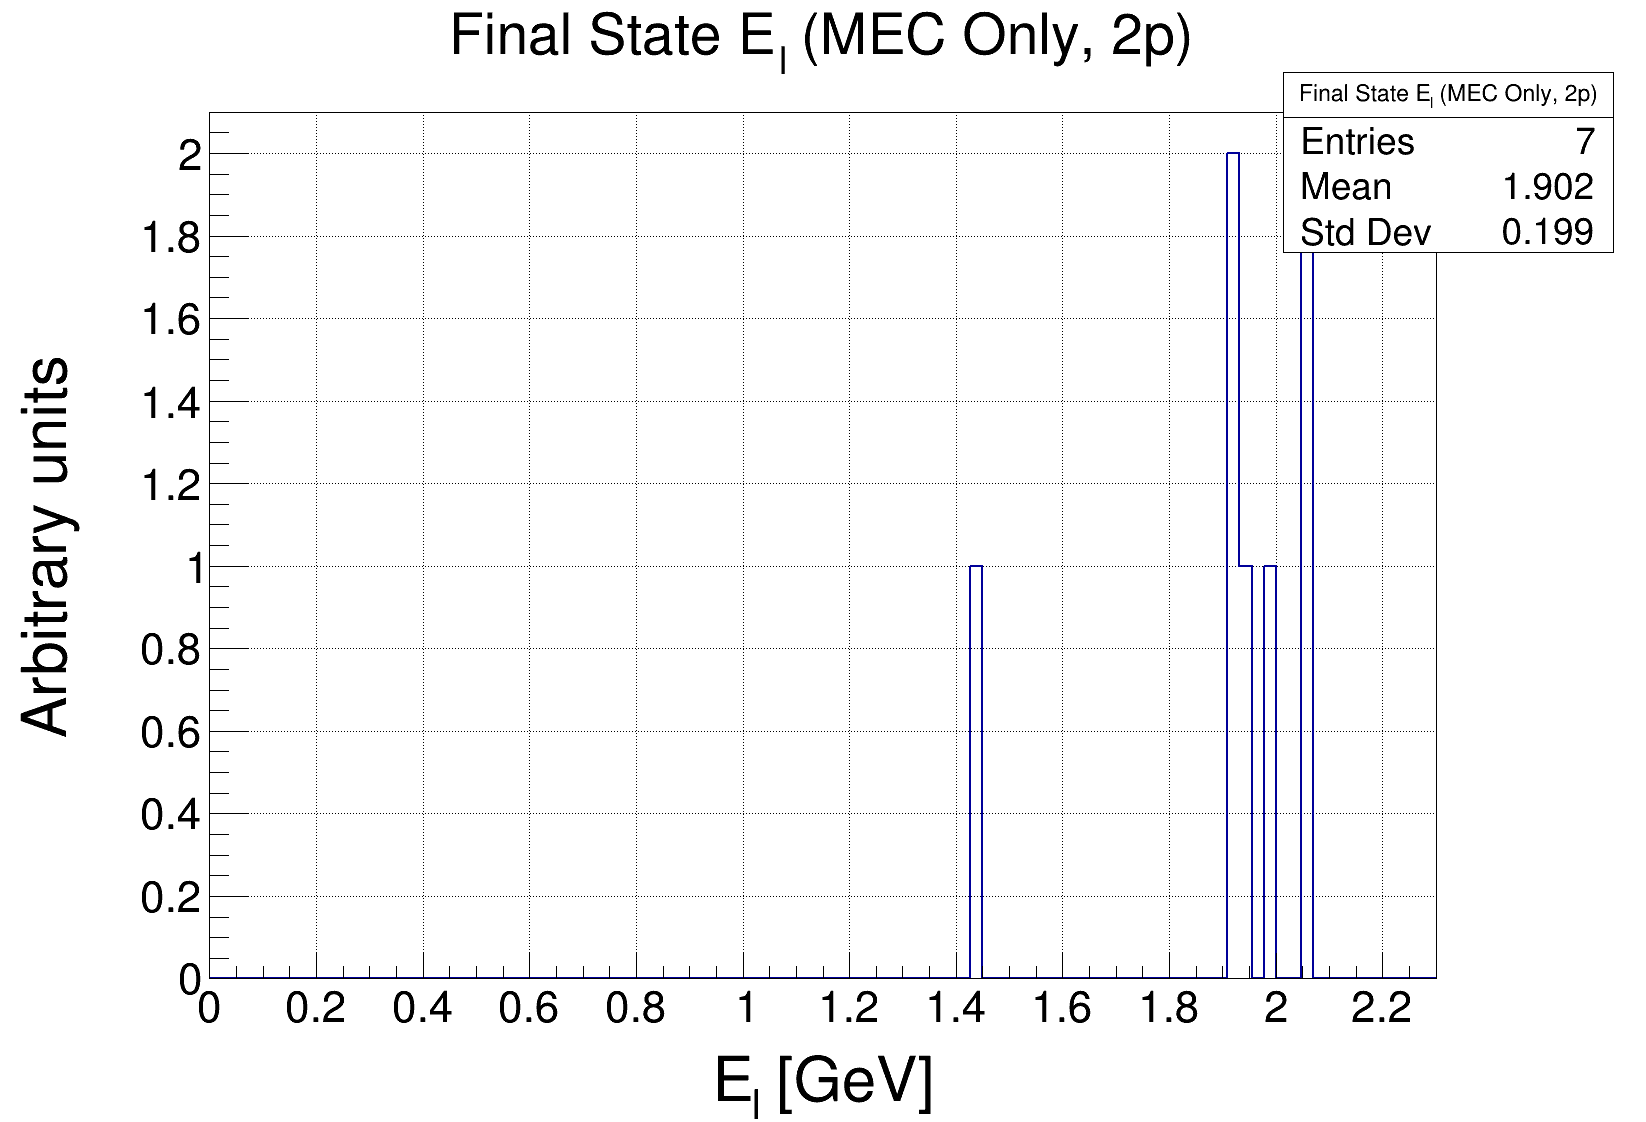 Final State E_l (MEC Only, 2p)
Final State E_l (MEC Only, 2p)
Entries 7
Mean 1.902
Std Dev 0.199
2
1.8
1.6
1.4
1.2
1
0.8
0.6
0.4
0.2
0
Arbitrary units
0 0.2 0.4 0.6 0.8 1 1.2 1.4 1.6 1.8 2 2.2
E_l [GeV]